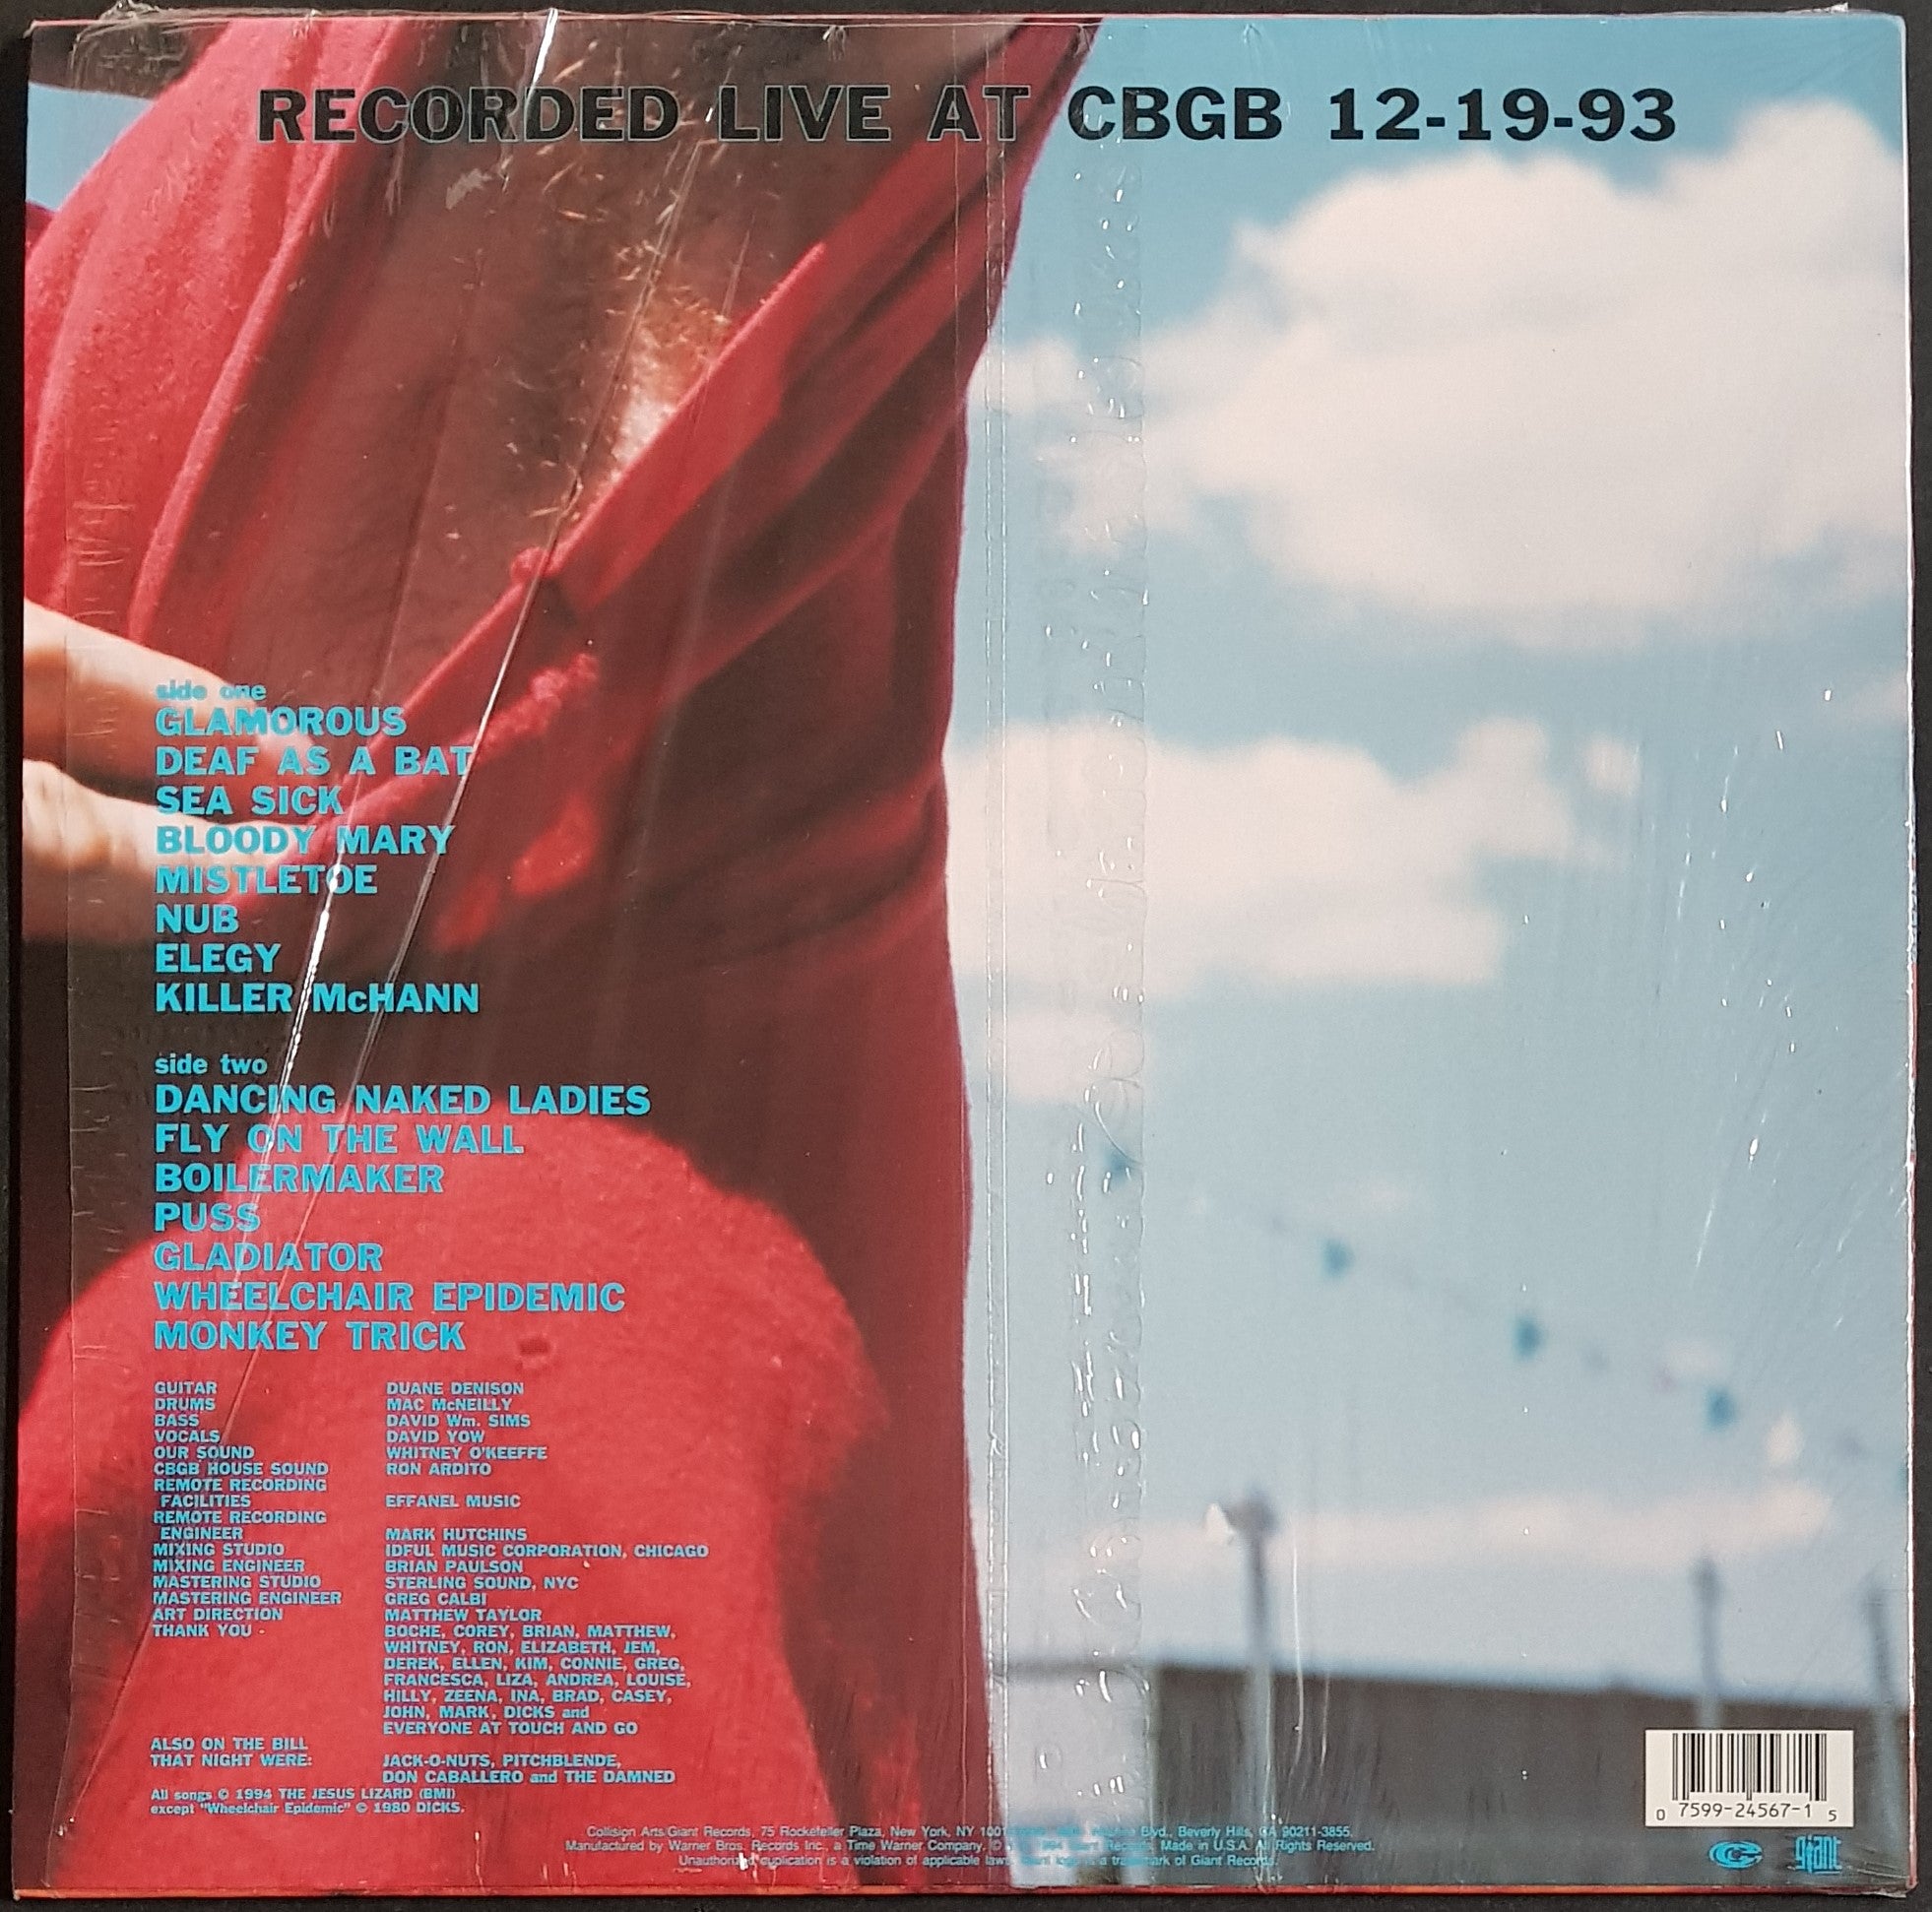 RECORDED LIVE AT CBGB 12-19-93
side one
GLAMOROUS
DEAF AS A BAT
SEA SICK
BLOODY MARY
MISTLETOE
NUB
ELEGY
KILLER McHANN
side two
DANCING NAKED LADIES
FLY ON THE WALL
BOILERMAKER
PUSS
GLADIATOR
WHEELCHAIR EPIDEMIC
MONKEY TRICK
GUITAR DUANE DENISON
DRUMS MAC McNEILLY
BASS DAVID Wm. SIMS
VOCALS DAVID YOW
OUR SOUND WHITNEY O'KEEFFE
CBGB HOUSE SOUND RON ARDITO
REMOTE RECORDING
FACILITIES EFFANEL MUSIC
REMOTE RECORDING
ENGINEER MARK HUTCHINS
MIXING STUDIO IDFUL MUSIC CORPORATION, CHICAGO
MIXING ENGINEER BRIAN PAULSON
MASTERING STUDIO STERLING SOUND, NYC
MASTERING ENGINEER GREG CALBI
ART DIRECTION MATTHEW TAYLOR
THANK YOU BOCHE, COREY, BRIAN, MATTHEW,
WHITNEY, RON, ELIZABETH, JEM,
DEREK, ELLEN, KIM, CONNIE, GREG,
FRANCESCA, LIZA, ANDREA, LOUISE,
HILLY, ZEENA, INA, BRAD, CASEY,
JOHN, MARK, DICKS and
EVERYONE AT TOUCH AND GO
ALSO ON THE BILL
THAT NIGHT WERE: JACK-O-NUTS, PITCHBLENDE,
DON CABALLERO and THE DAMNED
All songs © 1994 THE JESUS LIZARD (BMI)
except "Wheelchair Epidemic" © 1980 DICKS.
Collision Arts/Giant Records, 75 Rockefeller Plaza, New York, NY Blvd., Beverly Hills, CA 90211-3855.
Manufactured by Warner Bros. Records Inc., a Time Warner Company. © 1994 Giant Records. Made in U.S.A. All Rights Reserved.
Unauthorized duplication is a violation of applicable laws. Giant logo is a trademark of Giant Records.
0 7599-24567-1 5
giant